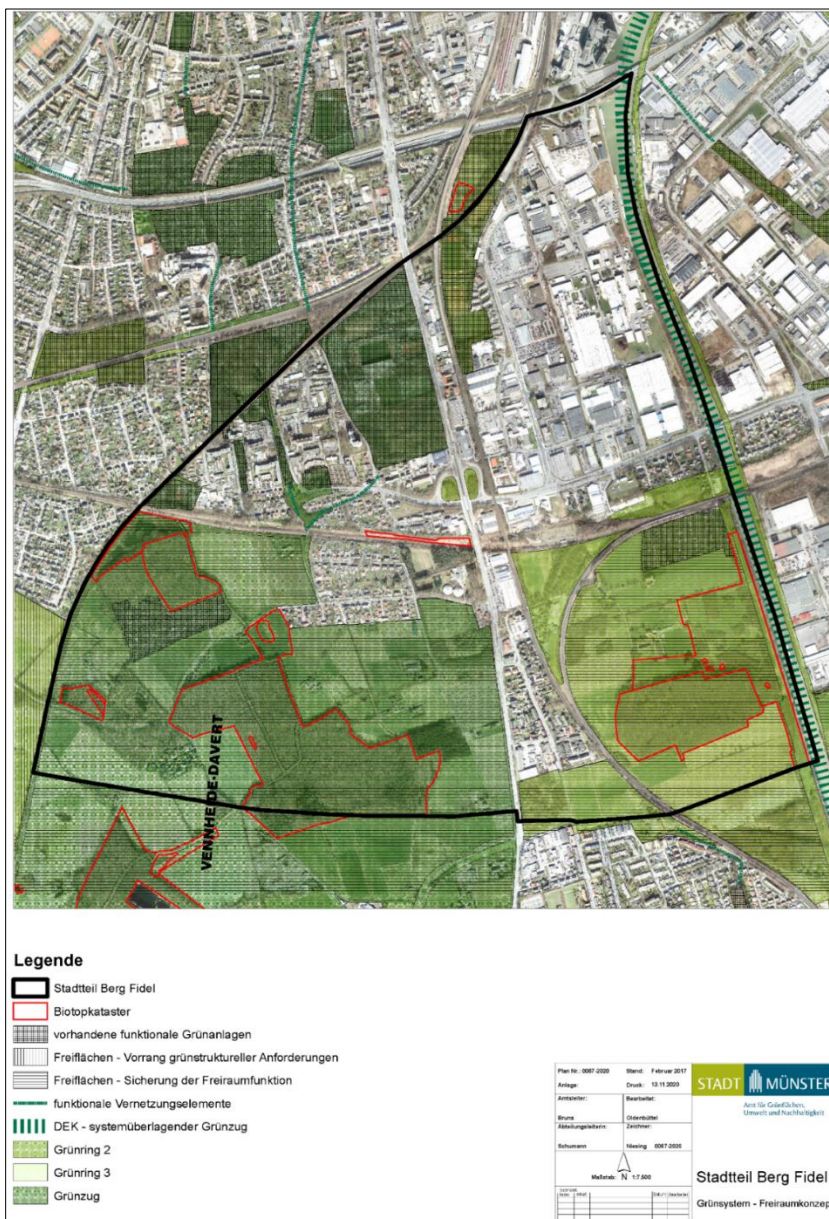 VENNHEIDE-DAVERT
Legende
Stadtteil Berg Fidel
Biotopkataster
vorhandene funktionale Grünanlagen
Freiflächen - Vorrang grünstruktureller Anforderungen
Freiflächen - Sicherung der Freiraumfunktion
funktionale Vernetzungselemente
DEK - systemüberlagender Grünzug
Grünring 2
Grünring 3
Grünzug
Plan Nr.: 0087-2020 Stand: Februar 2017
Anlage: Druck: 13.11.2020
Amtsleiter: Bearbeitet:
Bruns Oldenbüttel
Abteilungsleiterin: Zeichner:
Schumann Niesing 0087-2020
Maßstab: N 1:7.500
STADT MÜNSTER
Amt für Grünflächen,
Umwelt und Nachhaltigkeit
Stadtteil Berg Fidel
Grünsystem - Freiraumkonzep